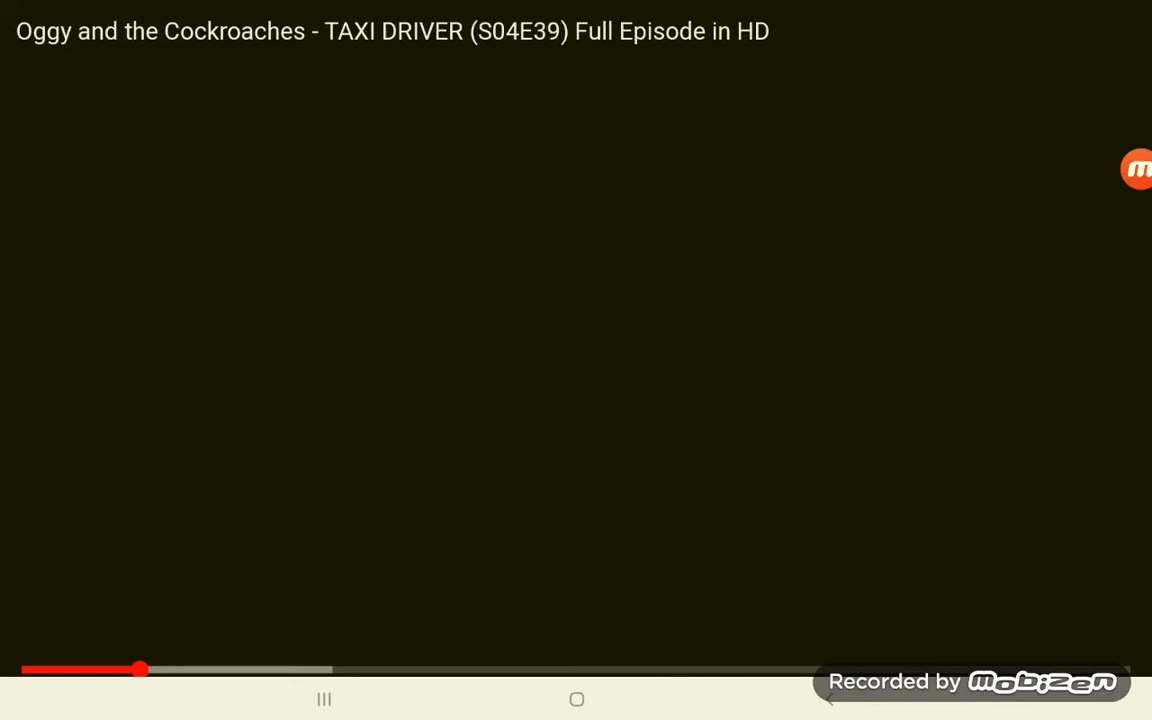 Oggy and the Cockroaches - TAXI DRIVER (S04E39) Full Episode in HD
m
Recorded by mobizen